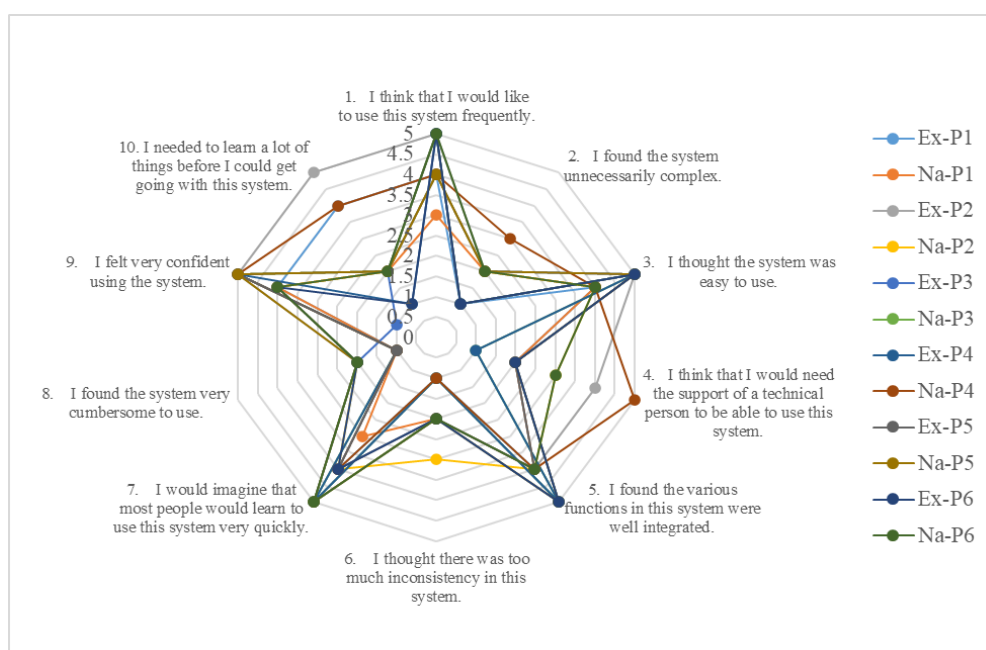 1. I think that I would like
to use this system frequently.
2. I found the system
unnecessarily complex.
3. I thought the system was
easy to use.
4. I think that I would need
the support of a technical
person to be able to use this
system.
5. I found the various
functions in this system were
well integrated.
6. I thought there was too
much inconsistency in this
system.
7. I would imagine that
most people would learn to
use this system very quickly.
8. I found the system very
cumbersome to use.
9. I felt very confident
using the system.
10. I needed to learn a lot of
things before I could get
going with this system.
5
4.5
4
3.5
3
2.5
2
1.5
1
0.5
0
Ex-P1
Na-P1
Ex-P2
Na-P2
Ex-P3
Na-P3
Ex-P4
Na-P4
Ex-P5
Na-P5
Ex-P6
Na-P6